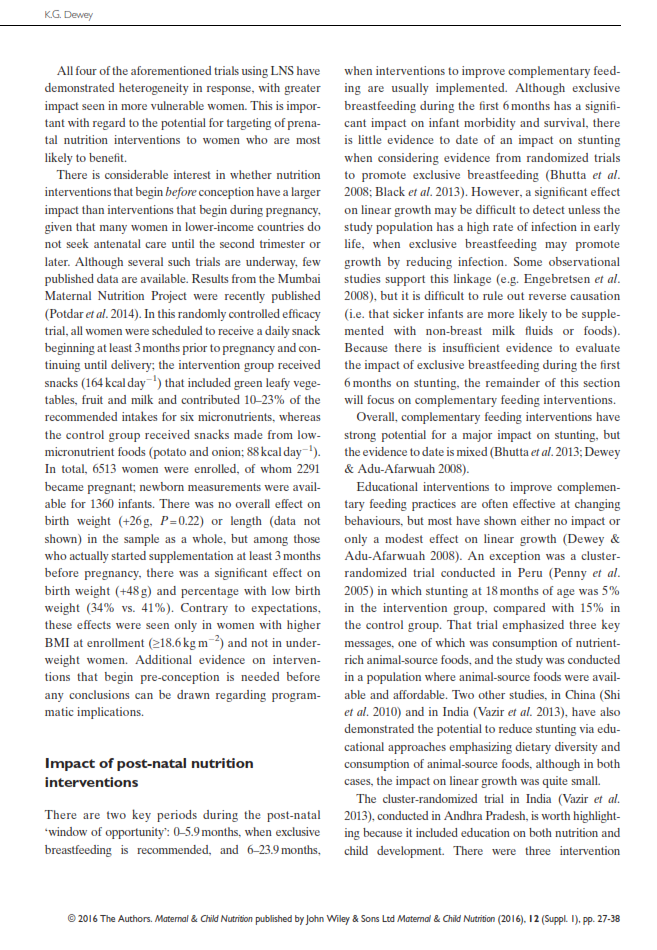 K.G. Dewey
All four of the aforementioned trials using LNS have
demonstrated heterogeneity in response, with greater
impact seen in more vulnerable women. This is impor-
tant with regard to the potential for targeting of prena-
tal nutrition interventions to women who are most
likely to benefit.
There is considerable interest in whether nutrition
interventions that begin before conception have a larger
impact than interventions that begin during pregnancy,
given that many women in lower-income countries do
not seek antenatal care until the second trimester or
later. Although several such trials are underway, few
published data are available. Results from the Mumbai
Maternal Nutrition Project were recently published
(Potdar et al. 2014). In this randomly controlled efficacy
trial, all women were scheduled to receive a daily snack
beginning at least 3 months prior to pregnancy and con-
tinuing until delivery; the intervention group received
snacks (164 kcal day⁻¹) that included green leafy vege-
tables, fruit and milk and contributed 10–23% of the
recommended intakes for six micronutrients, whereas
the control group received snacks made from low-
micronutrient foods (potato and onion; 88 kcal day⁻¹).
In total, 6513 women were enrolled, of whom 2291
became pregnant; newborn measurements were avail-
able for 1360 infants. There was no overall effect on
birth weight (+26 g, P = 0.22) or length (data not
shown) in the sample as a whole, but among those
who actually started supplementation at least 3 months
before pregnancy, there was a significant effect on
birth weight (+48 g) and percentage with low birth
weight (34% vs. 41%). Contrary to expectations,
these effects were seen only in women with higher
BMI at enrollment (≥18.6 kg m⁻²) and not in under-
weight women. Additional evidence on interven-
tions that begin pre-conception is needed before
any conclusions can be drawn regarding program-
matic implications.
Impact of post-natal nutrition
interventions
There are two key periods during the post-natal
‘window of opportunity’: 0–5.9 months, when exclusive
breastfeeding is recommended, and 6–23.9 months,
when interventions to improve complementary feed-
ing are usually implemented. Although exclusive
breastfeeding during the first 6 months has a signifi-
cant impact on infant morbidity and survival, there
is little evidence to date of an impact on stunting
when considering evidence from randomized trials
to promote exclusive breastfeeding (Bhutta et al.
2008; Black et al. 2013). However, a significant effect
on linear growth may be difficult to detect unless the
study population has a high rate of infection in early
life, when exclusive breastfeeding may promote
growth by reducing infection. Some observational
studies support this linkage (e.g. Engebretsen et al.
2008), but it is difficult to rule out reverse causation
(i.e. that sicker infants are more likely to be supple-
mented with non-breast milk fluids or foods).
Because there is insufficient evidence to evaluate
the impact of exclusive breastfeeding during the first
6 months on stunting, the remainder of this section
will focus on complementary feeding interventions.
Overall, complementary feeding interventions have
strong potential for a major impact on stunting, but
the evidence to date is mixed (Bhutta et al. 2013; Dewey
& Adu-Afarwuah 2008).
Educational interventions to improve complemen-
tary feeding practices are often effective at changing
behaviours, but most have shown either no impact or
only a modest effect on linear growth (Dewey &
Adu-Afarwuah 2008). An exception was a cluster-
randomized trial conducted in Peru (Penny et al.
2005) in which stunting at 18 months of age was 5%
in the intervention group, compared with 15% in
the control group. That trial emphasized three key
messages, one of which was consumption of nutrient-
rich animal-source foods, and the study was conducted
in a population where animal-source foods were avail-
able and affordable. Two other studies, in China (Shi
et al. 2010) and in India (Vazir et al. 2013), have also
demonstrated the potential to reduce stunting via edu-
cational approaches emphasizing dietary diversity and
consumption of animal-source foods, although in both
cases, the impact on linear growth was quite small.
The cluster-randomized trial in India (Vazir et al.
2013), conducted in Andhra Pradesh, is worth highlight-
ing because it included education on both nutrition and
child development. There were three intervention
© 2016 The Authors. Maternal & Child Nutrition published by John Wiley & Sons Ltd Maternal & Child Nutrition (2016), 12 (Suppl. 1), pp. 27-38